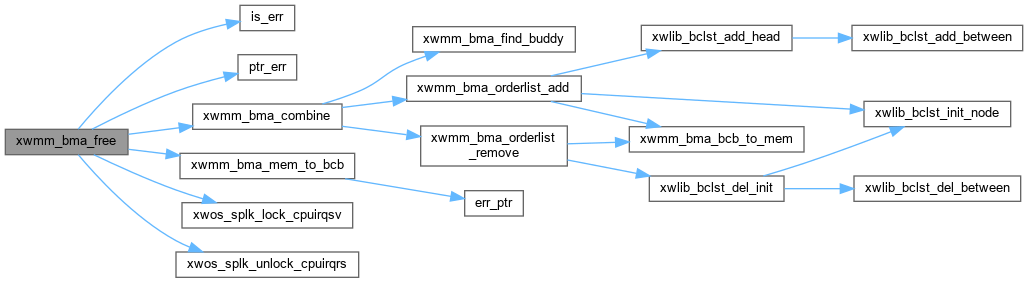 xwmm_bma_free
is_err
ptr_err
xwmm_bma_combine
xwmm_bma_mem_to_bcb
xwos_splk_lock_cpuirqsv
xwos_splk_unlock_cpuirqrs
xwmm_bma_find_buddy
xwmm_bma_orderlist_add
xwmm_bma_orderlist
_remove
err_ptr
xwlib_bclst_add_head
xwmm_bma_bcb_to_mem
xwlib_bclst_del_init
xwlib_bclst_add_between
xwlib_bclst_init_node
xwlib_bclst_del_between